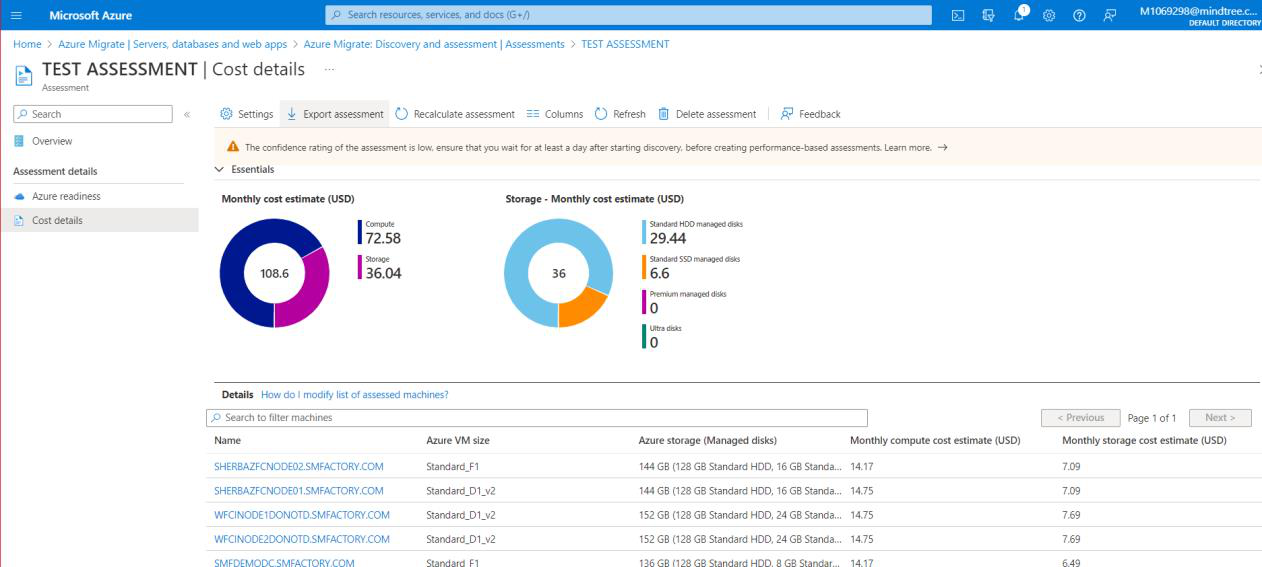 Microsoft Azure
Search resources, services, and docs (G+/)
1
M1069298@mindtree.c...
DEFAULT DIRECTORY
Home > Azure Migrate | Servers, databases and web apps > Azure Migrate: Discovery and assessment | Assessments > TEST ASSESSMENT
TEST ASSESSMENT | Cost details ...
Assessment
Search «
Settings Export assessment Recalculate assessment Columns Refresh Delete assessment Feedback
Overview
The confidence rating of the assessment is low, ensure that you wait for at least a day after starting discovery, before creating performance-based assessments. Learn more. →
Assessment details
Essentials
Azure readiness
Cost details
Monthly cost estimate (USD)
108.6
Compute
72.58
Storage
36.04
Storage - Monthly cost estimate (USD)
36
Standard HDD managed disks
29.44
Standard SSD managed disks
6.6
Premium managed disks
0
Ultra disks
0
Details How do I modify list of assessed machines?
Search to filter machines
< Previous Page 1 of 1 Next >
Name Azure VM size Azure storage (Managed disks) Monthly compute cost estimate (USD) Monthly storage cost estimate (USD)
SHERBAZFCNODE02.SMFACTORY.COM Standard_F1 144 GB (128 GB Standard HDD, 16 GB Standa... 14.17 7.09
SHERBAZFCNODE01.SMFACTORY.COM Standard_D1_v2 144 GB (128 GB Standard HDD, 16 GB Standa... 14.75 7.09
WFCINODE1DONOTD.SMFACTORY.COM Standard_D1_v2 152 GB (128 GB Standard HDD, 24 GB Standa... 14.75 7.69
WFCINODE2DONOTD.SMFACTORY.COM Standard_D1_v2 152 GB (128 GB Standard HDD, 24 GB Standa... 14.75 7.69
SMFDEMODC.SMFACTORY.COM Standard_F1 136 GB (128 GB Standard HDD, 8 GB Standar... 14.17 6.49